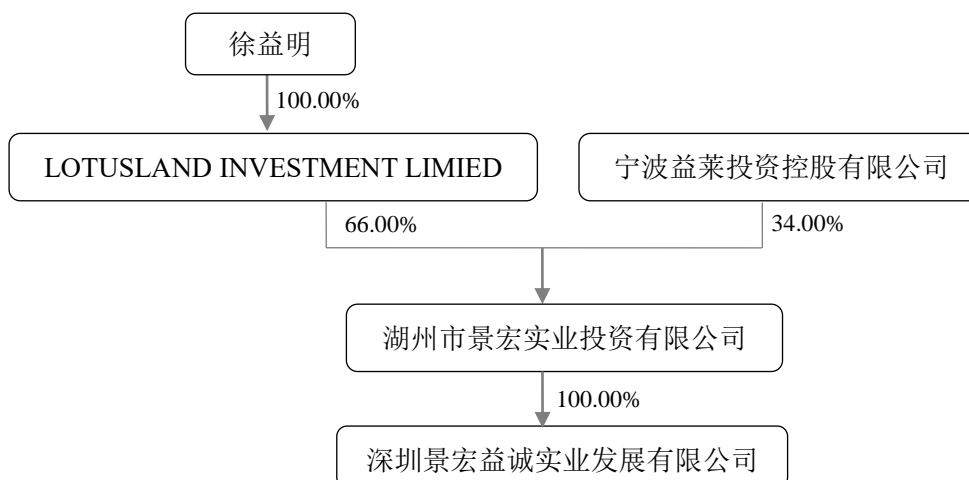 徐益明
100.00%
LOTUSLAND INVESTMENT LIMIED
宁波益莱投资控股有限公司
66.00%
34.00%
湖州市景宏实业投资有限公司
100.00%
深圳景宏益诚实业发展有限公司